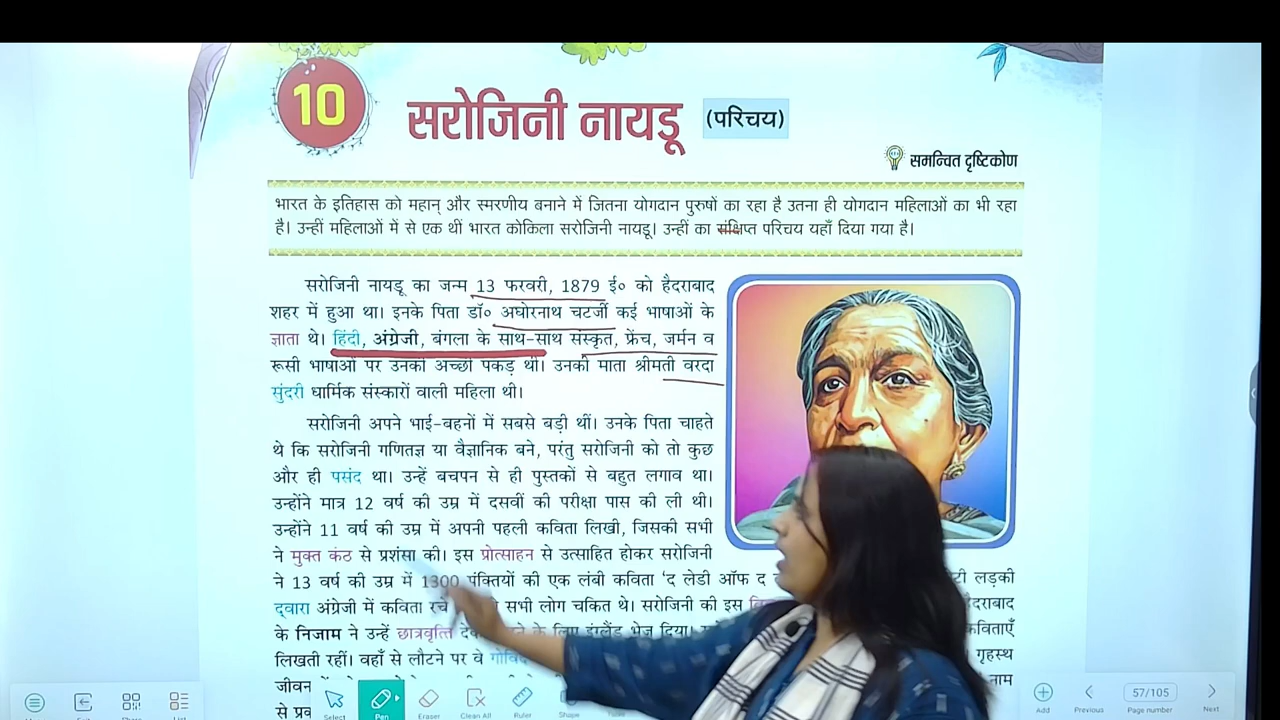 10
सरोजिनी नायडू (परिचय)
समन्वित दृष्टिकोण
भारत के इतिहास को महान् और स्मरणीय बनाने में जितना योगदान पुरुषों का रहा है उतना ही योगदान महिलाओं का भी रहा
है। उन्हीं महिलाओं में से एक थीं भारत कोकिला सरोजिनी नायडू। उन्हीं का संक्षिप्त परिचय यहाँ दिया गया है।
सरोजिनी नायडू का जन्म 13 फरवरी, 1879 ई० को हैदराबाद
शहर में हुआ था। इनके पिता डॉ० अघोरनाथ चटर्जी कई भाषाओं के
ज्ञाता थे। हिंदी, अंग्रेजी, बंगला के साथ-साथ संस्कृत, फ्रेंच, जर्मन व
रूसी भाषाओं पर उनकी अच्छी पकड़ थी। उनकी माता श्रीमती वरदा
सुंदरी धार्मिक संस्कारों वाली महिला थी।
सरोजिनी अपने भाई-बहनों में सबसे बड़ी थीं। उनके पिता चाहते
थे कि सरोजिनी गणितज्ञ या वैज्ञानिक बने, परंतु सरोजिनी को तो कुछ
और ही पसंद था। उन्हें बचपन से ही पुस्तकों से बहुत लगाव था।
उन्होंने मात्र 12 वर्ष की उम्र में दसवीं की परीक्षा पास की ली थी।
उन्होंने 11 वर्ष की उम्र में अपनी पहली कविता लिखी, जिसकी सभी
ने मुक्त कंठ से प्रशंसा की। इस प्रोत्साहन से उत्साहित होकर सरोजिनी
ने 13 वर्ष की उम्र में 1300 पंक्तियों की एक लंबी कविता 'द लेडी ऑफ द लड़की
द्वारा अंग्रेजी में कविता सभी लोग चकित थे। सरोजिनी की इस हैदराबाद
के निजाम ने उन्हें छात्रवृत्ति के लिए इंग्लैंड भेज दिया। कविताएँ
लिखती रहीं। वहाँ से लौटने पर वे गृहस्थ
जीवन नाम
Select
Pen
Eraser
Clean All
Ruler
Shape
Add
Previous
57/105
Page number
Next